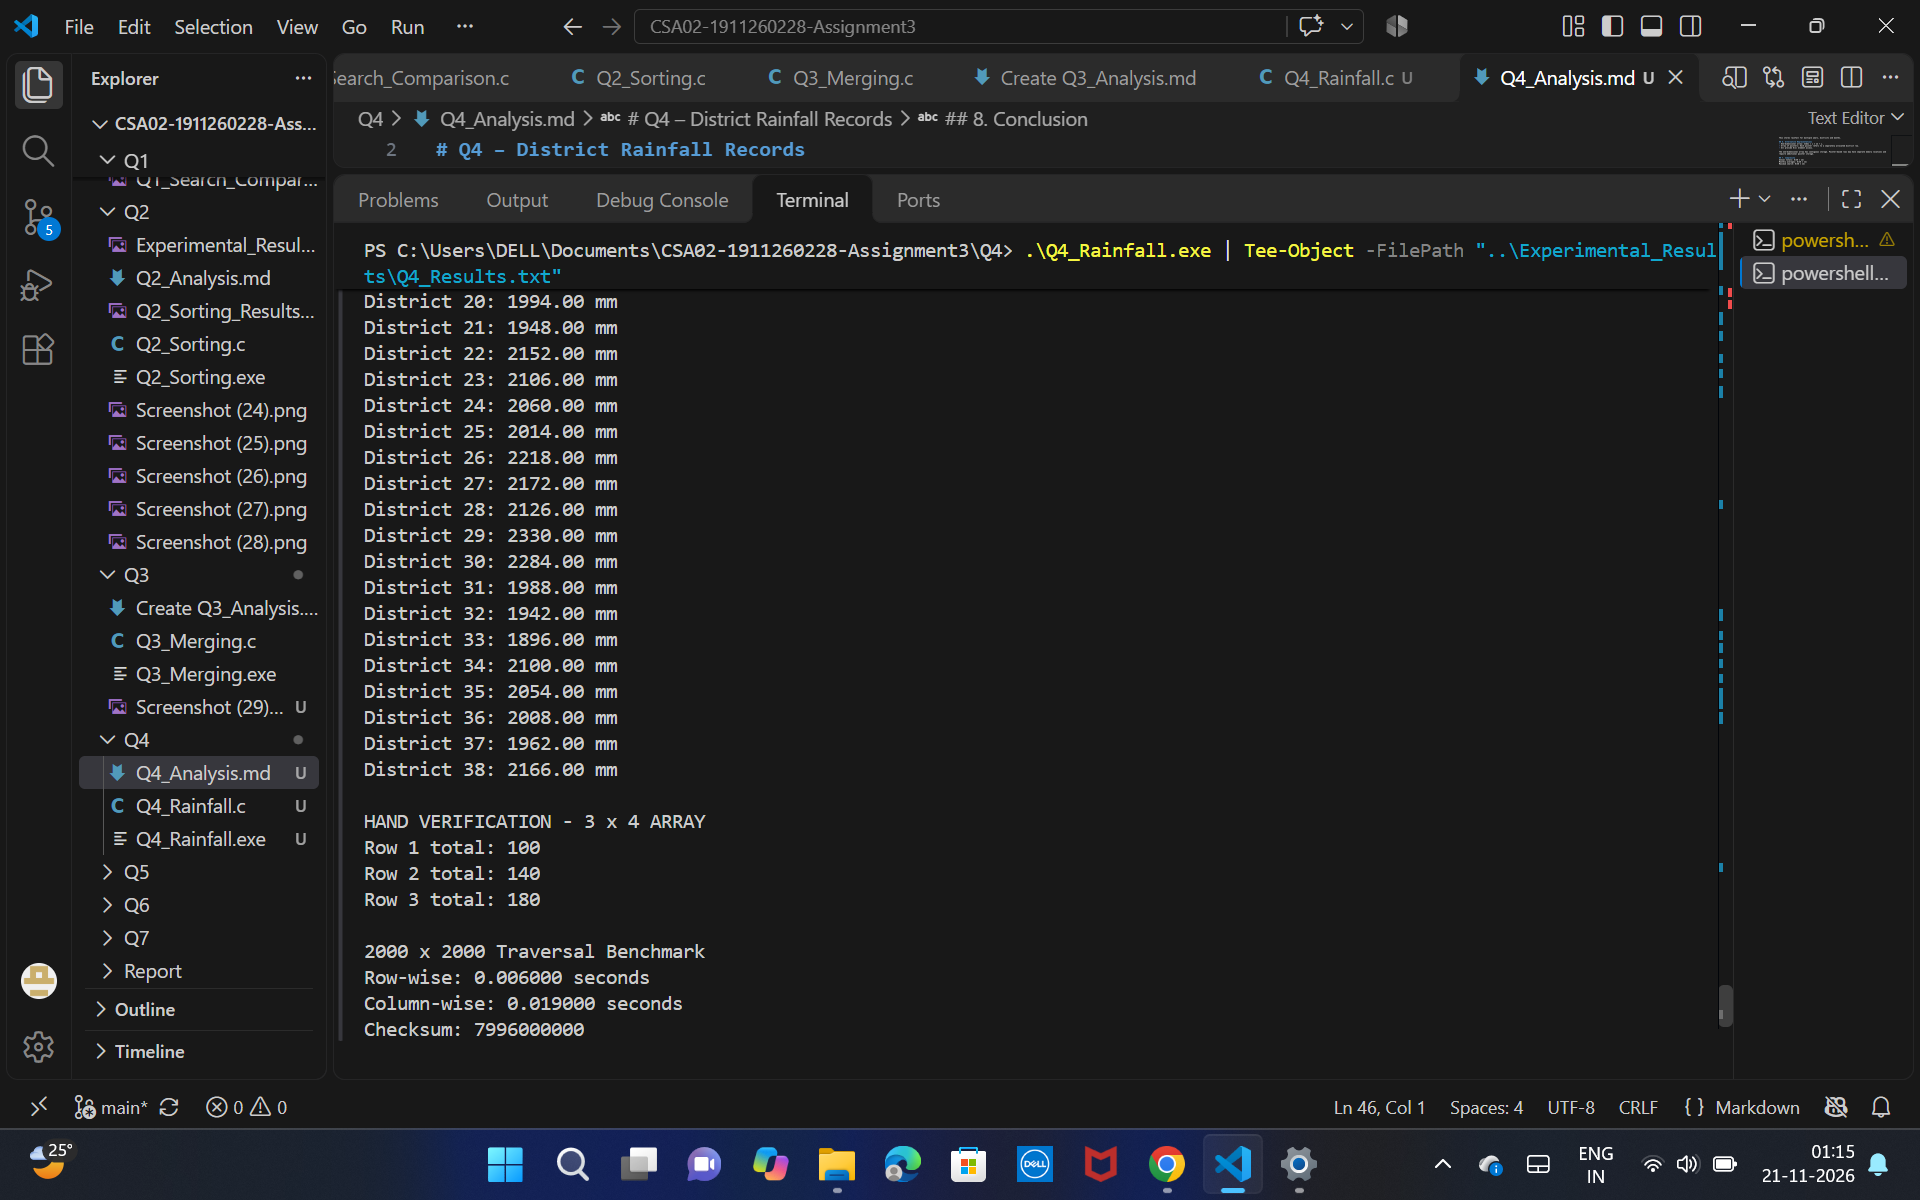 File Edit Selection View Go Run ··· CSA02-1911260228-Assignment3
Explorer ···
CSA02-1911260228-Ass...
Q1
Q1_Search_Compar...
Q2
Experimental_Resul...
Q2_Analysis.md
Q2_Sorting_Results...
C Q2_Sorting.c
Q2_Sorting.exe
Screenshot (24).png
Screenshot (25).png
Screenshot (26).png
Screenshot (27).png
Screenshot (28).png
Q3
Create Q3_Analysis....
C Q3_Merging.c
Q3_Merging.exe
Screenshot (29)... U
Q4
Q4_Analysis.md U
C Q4_Rainfall.c U
Q4_Rainfall.exe U
Q5
Q6
Q7
Report
Outline
Timeline
Search_Comparison.c C Q2_Sorting.c C Q3_Merging.c Create Q3_Analysis.md C Q4_Rainfall.c U Q4_Analysis.md U
Q4 > Q4_Analysis.md > abc # Q4 – District Rainfall Records > abc ## 8. Conclusion
Text Editor
2 # Q4 – District Rainfall Records
Problems Output Debug Console Terminal Ports
PS C:\Users\DELL\Documents\CSA02-1911260228-Assignment3\Q4> .\Q4_Rainfall.exe | Tee-Object -FilePath "..\Experimental_Resul
ts\Q4_Results.txt"
District 20: 1994.00 mm
District 21: 1948.00 mm
District 22: 2152.00 mm
District 23: 2106.00 mm
District 24: 2060.00 mm
District 25: 2014.00 mm
District 26: 2218.00 mm
District 27: 2172.00 mm
District 28: 2126.00 mm
District 29: 2330.00 mm
District 30: 2284.00 mm
District 31: 1988.00 mm
District 32: 1942.00 mm
District 33: 1896.00 mm
District 34: 2100.00 mm
District 35: 2054.00 mm
District 36: 2008.00 mm
District 37: 1962.00 mm
District 38: 2166.00 mm
HAND VERIFICATION - 3 x 4 ARRAY
Row 1 total: 100
Row 2 total: 140
Row 3 total: 180
2000 x 2000 Traversal Benchmark
Row-wise: 0.006000 seconds
Column-wise: 0.019000 seconds
Checksum: 7996000000
powersh...
powershell...
5
main* 0 0
Ln 46, Col 1 Spaces: 4 UTF-8 CRLF { } Markdown
25°
DELL
ENG
IN
01:15
21-11-2026